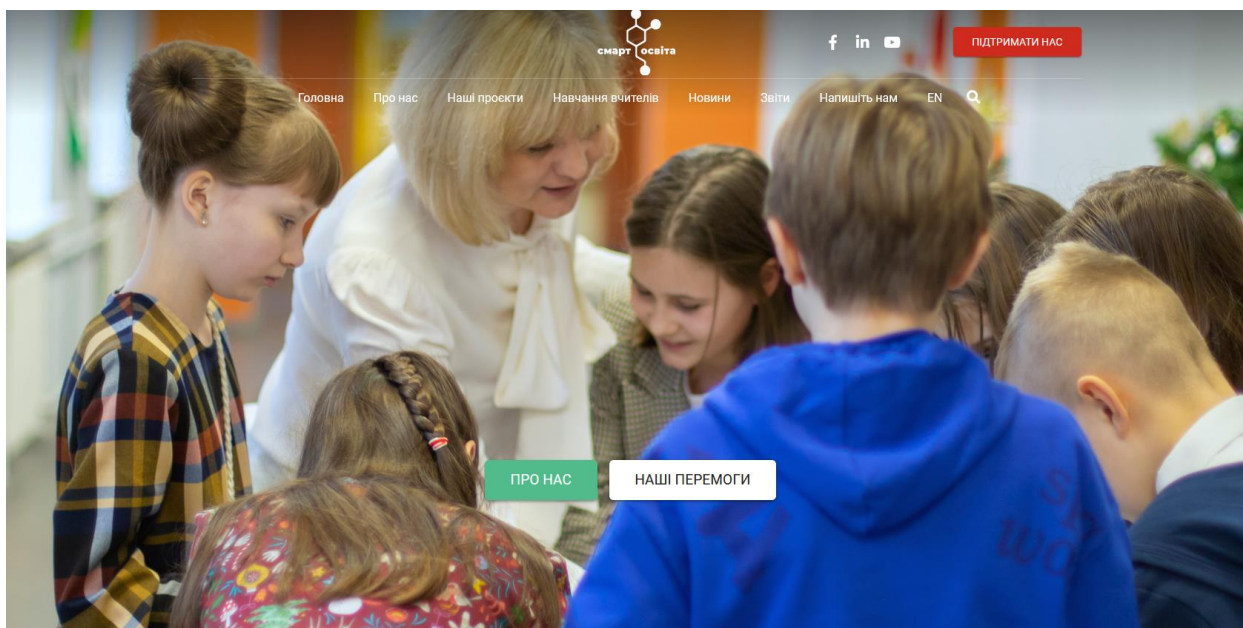 смарт освіта
ПІДТРИМАТИ НАС
Головна Про нас Наші проєкти Навчання вчителів Новини Звіти Напишіть нам EN
ПРО НАС НАШІ ПЕРЕМОГИ